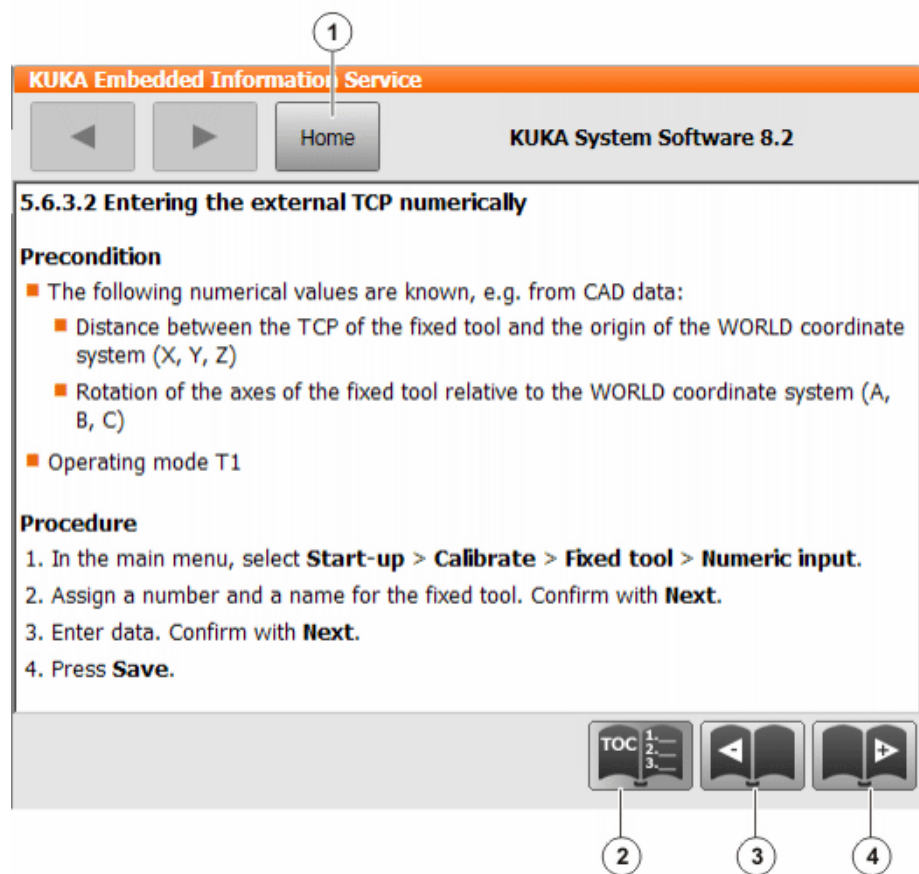 1
KUKA Embedded Information Service
Home
KUKA System Software 8.2
5.6.3.2 Entering the external TCP numerically
Precondition
The following numerical values are known, e.g. from CAD data:
Distance between the TCP of the fixed tool and the origin of the WORLD coordinate
system (X, Y, Z)
Rotation of the axes of the fixed tool relative to the WORLD coordinate system (A,
B, C)
Operating mode T1
Procedure
1. In the main menu, select Start-up > Calibrate > Fixed tool > Numeric input.
2. Assign a number and a name for the fixed tool. Confirm with Next.
3. Enter data. Confirm with Next.
4. Press Save.
TOC 1.
2.
3.
- +
2 3 4